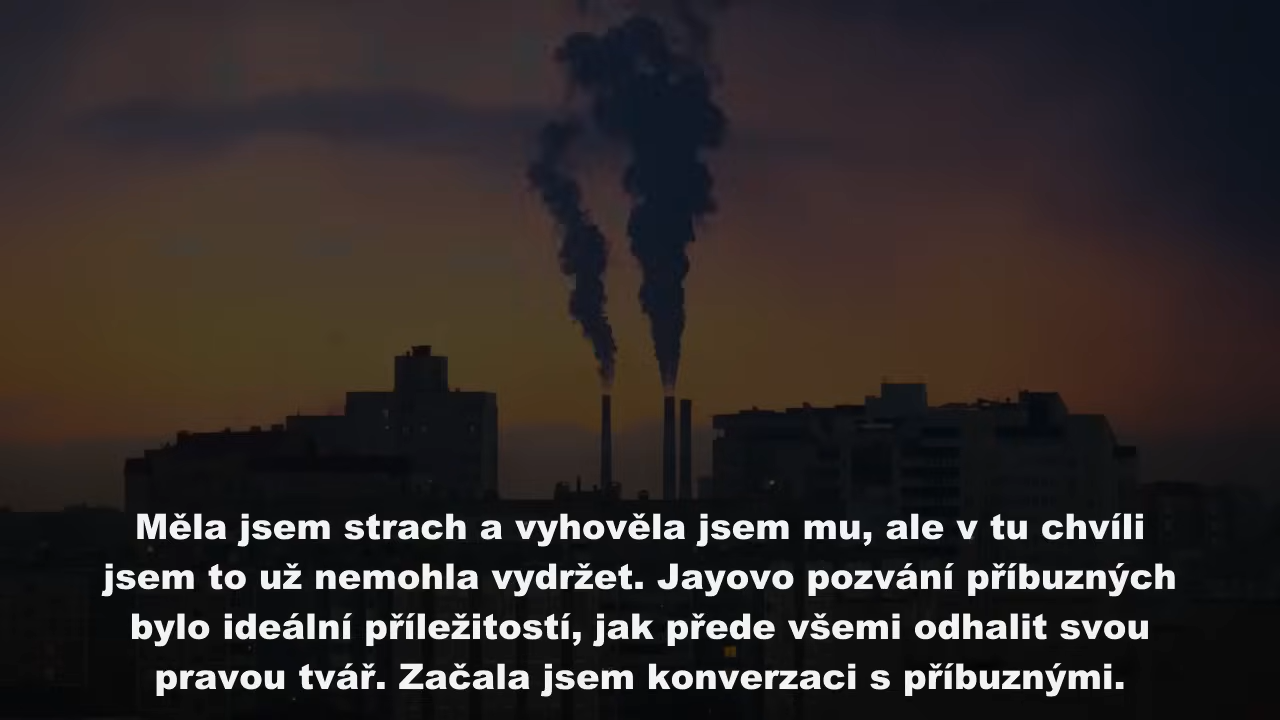 Měla jsem strach a vyhověla jsem mu, ale v tu chvíli
jsem to už nemohla vydržet. Jayovo pozvání příbuzných
bylo ideální příležitostí, jak přede všemi odhalit svou
pravou tvář. Začala jsem konverzaci s příbuznými.